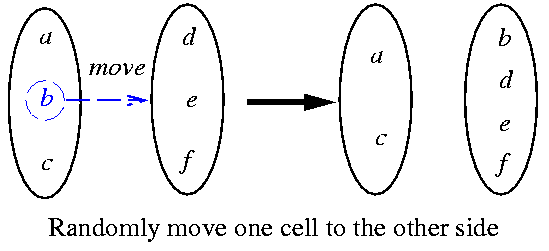 a d a b
move
b e d
c f c e
f
Randomly move one cell to the other side